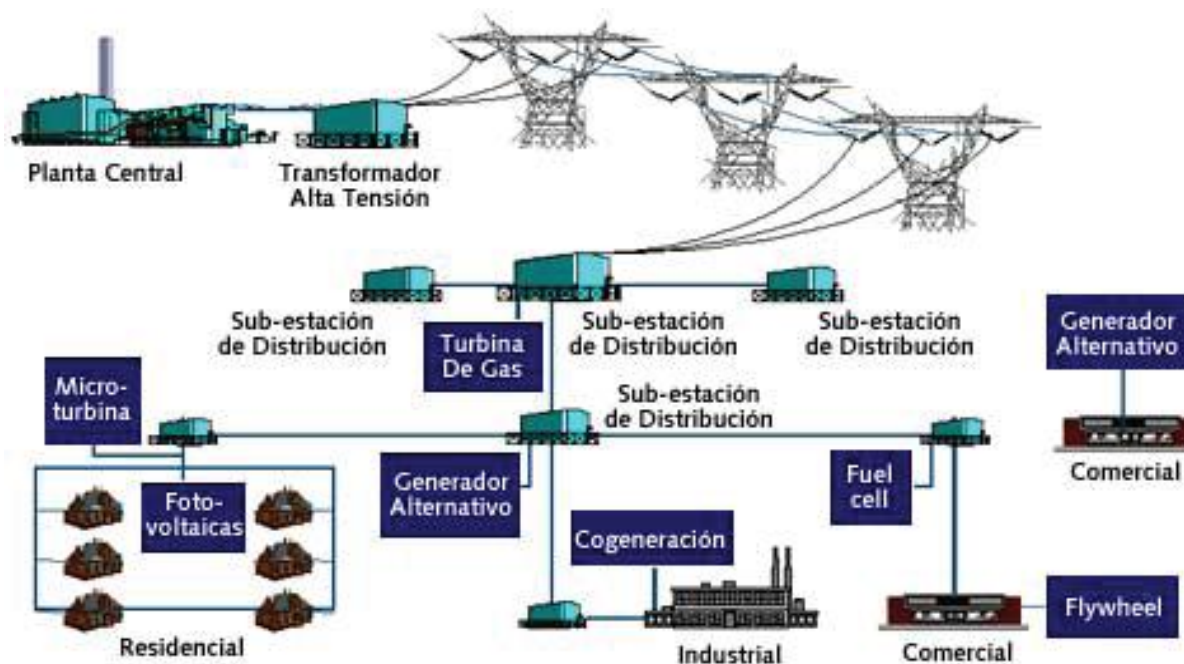 Planta Central
Transformador
Alta Tensión
Sub-estación
de Distribución
Turbina
De Gas
Sub-estación
de Distribución
Sub-estación
de Distribución
Generador
Alternativo
Micro-
turbina
Sub-estación
de Distribución
Comercial
Foto-
voltaicas
Generador
Alternativo
Fuel
cell
Cogeneración
Flywheel
Residencial
Industrial
Comercial